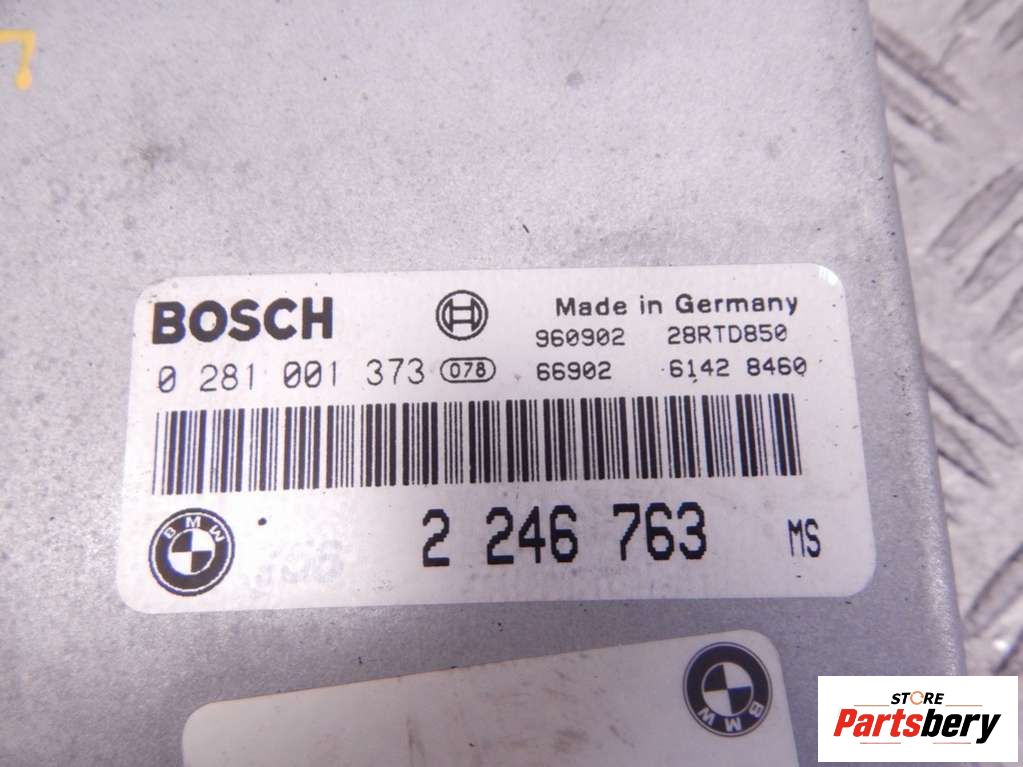 BOSCH Made in Germany
960902 28RTD850
0 281 001 373 078 66902 6142 8460
BMW 2 246 763 MS
BMW
STORE
Partsbery